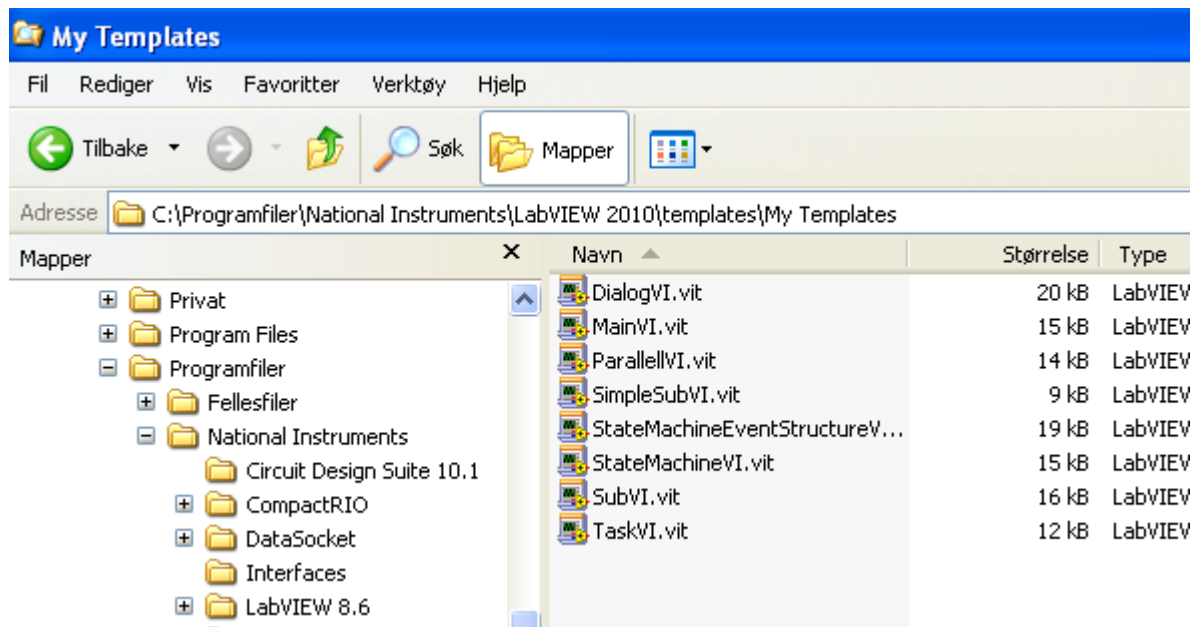 My Templates
Fil Rediger Vis Favoritter Verktøy Hjelp
Tilbake Søk Mapper
Adresse C:\Programfiler\National Instruments\LabVIEW 2010\templates\My Templates
Mapper × Navn Størrelse Type
Privat DialogVI.vit 20 kB LabVIEW
Program Files MainVI.vit 15 kB LabVIEW
Programfiler ParallellVI.vit 14 kB LabVIEW
Fellesfiler SimpleSubVI.vit 9 kB LabVIEW
National Instruments StateMachineEventStructureV... 19 kB LabVIEW
Circuit Design Suite 10.1 StateMachineVI.vit 15 kB LabVIEW
CompactRIO SubVI.vit 16 kB LabVIEW
DataSocket TaskVI.vit 12 kB LabVIEW
Interfaces
LabVIEW 8.6